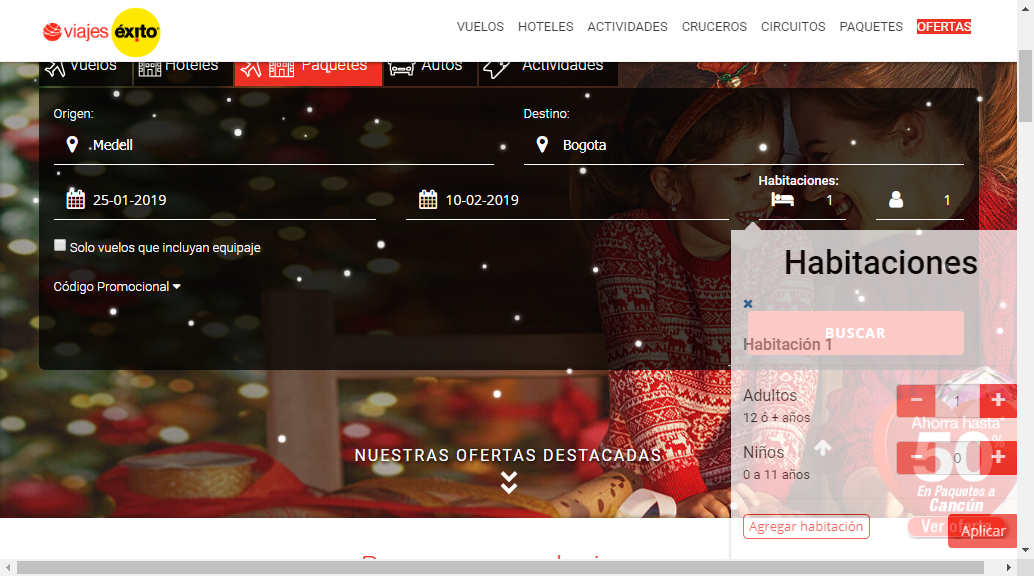 viajes éxito
VUELOS HOTELES ACTIVIDADES CRUCEROS CIRCUITOS PAQUETES OFERTAS
Vuelos Hoteles Paquetes Autos Actividades
Origen: Destino:
Medell Bogota
Habitaciones:
25-01-2019 10-02-2019 1 1
Solo vuelos que incluyan equipaje
Código Promocional
Habitaciones
×
BUSCAR
Habitación 1
Adultos
12 ó + años
− 1 +
Ahorra hasta*
50%
Niños
0 a 11 años
− 0 +
En Paquetes a
Cancún
Ver oferta
Agregar habitación
Aplicar
NUESTRAS OFERTAS DESTACADAS